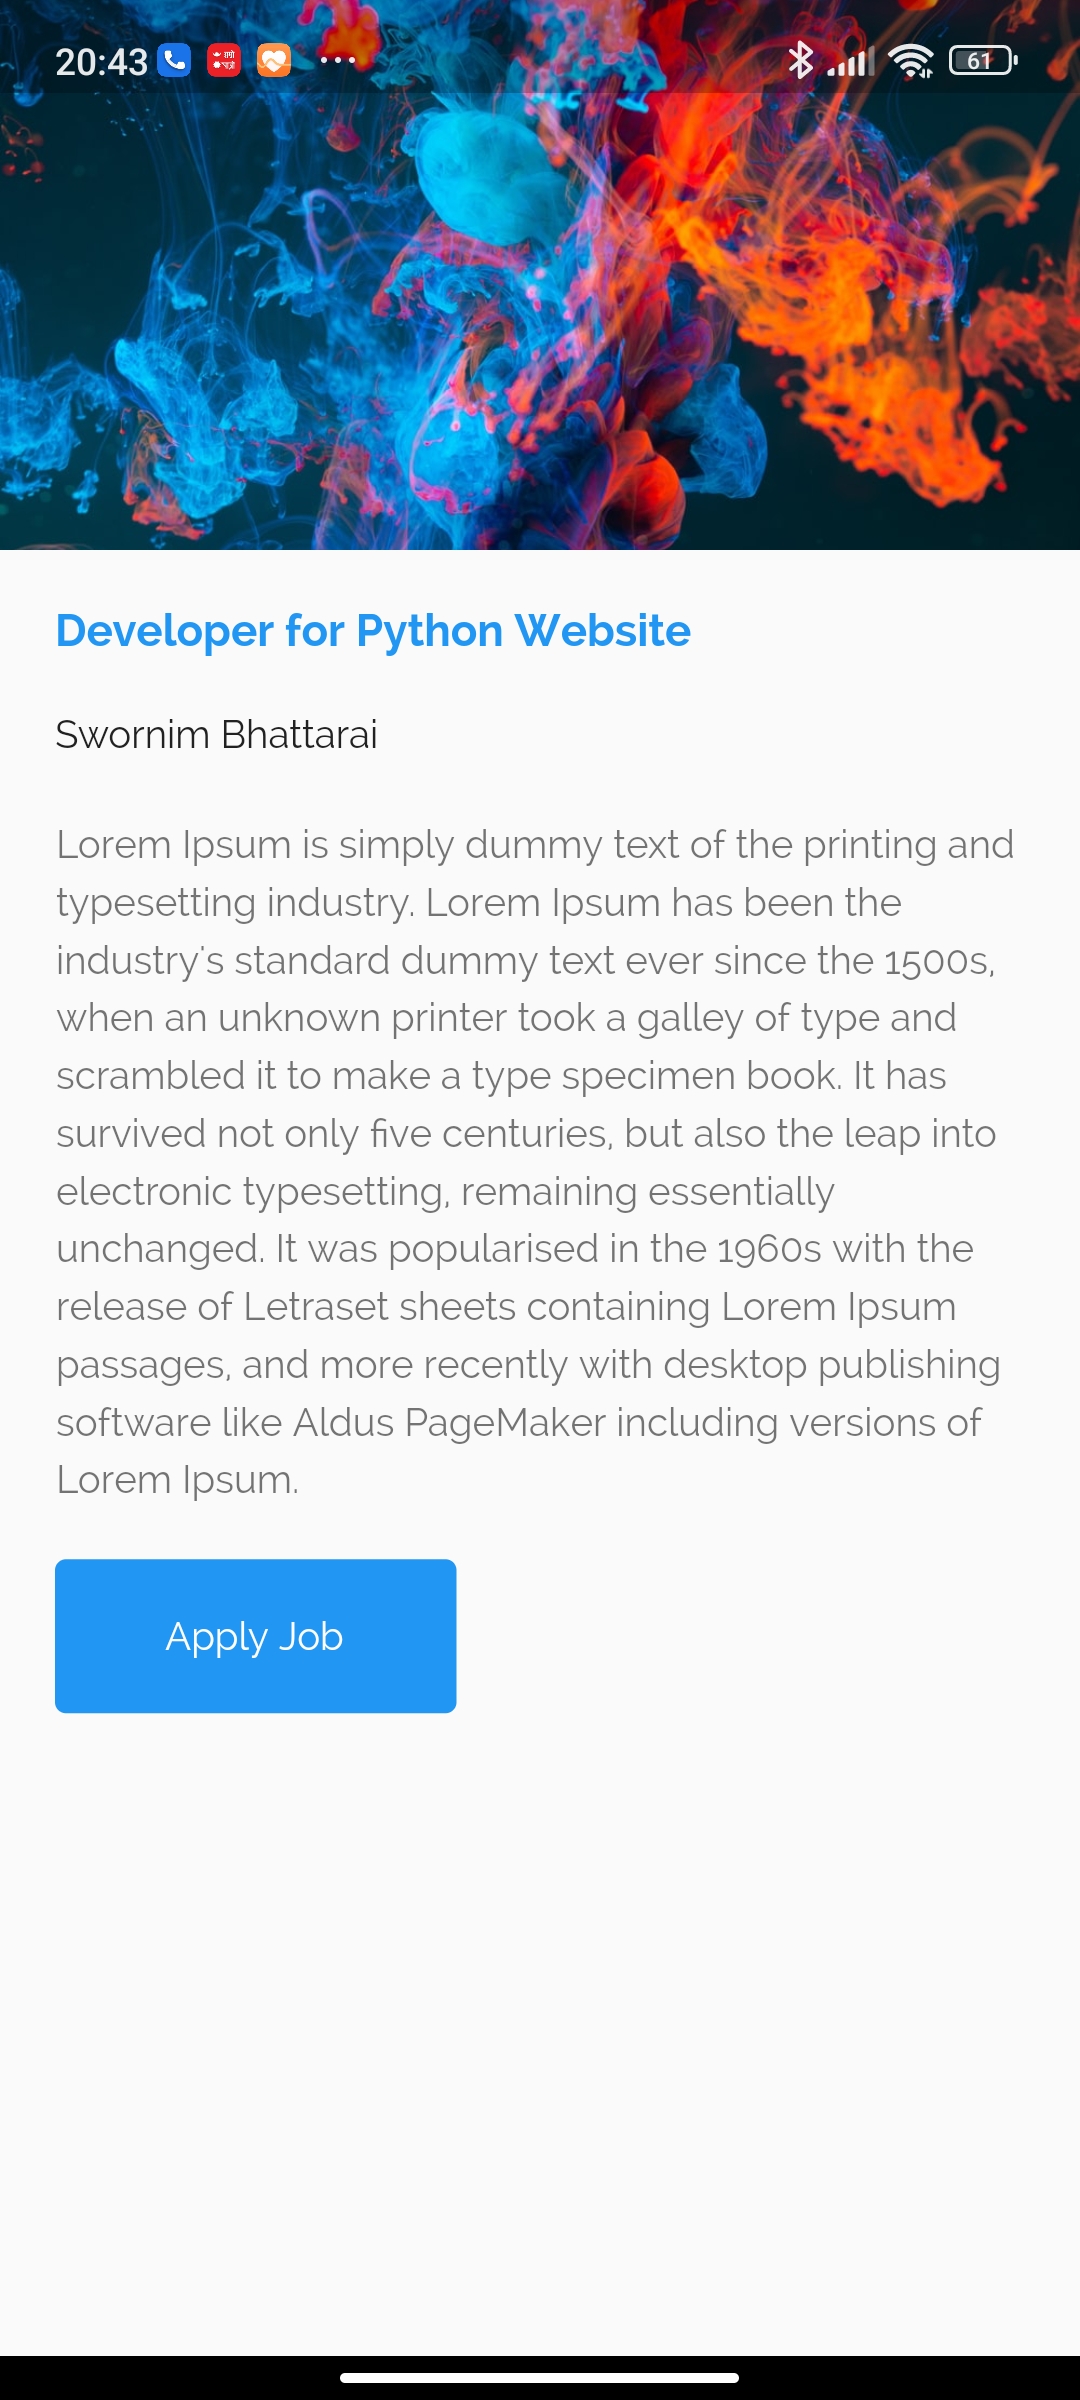 20:43
61
Developer for Python Website
Swornim Bhattarai
Lorem Ipsum is simply dummy text of the printing and
typesetting industry. Lorem Ipsum has been the
industry's standard dummy text ever since the 1500s,
when an unknown printer took a galley of type and
scrambled it to make a type specimen book. It has
survived not only five centuries, but also the leap into
electronic typesetting, remaining essentially
unchanged. It was popularised in the 1960s with the
release of Letraset sheets containing Lorem Ipsum
passages, and more recently with desktop publishing
software like Aldus PageMaker including versions of
Lorem Ipsum.
Apply Job